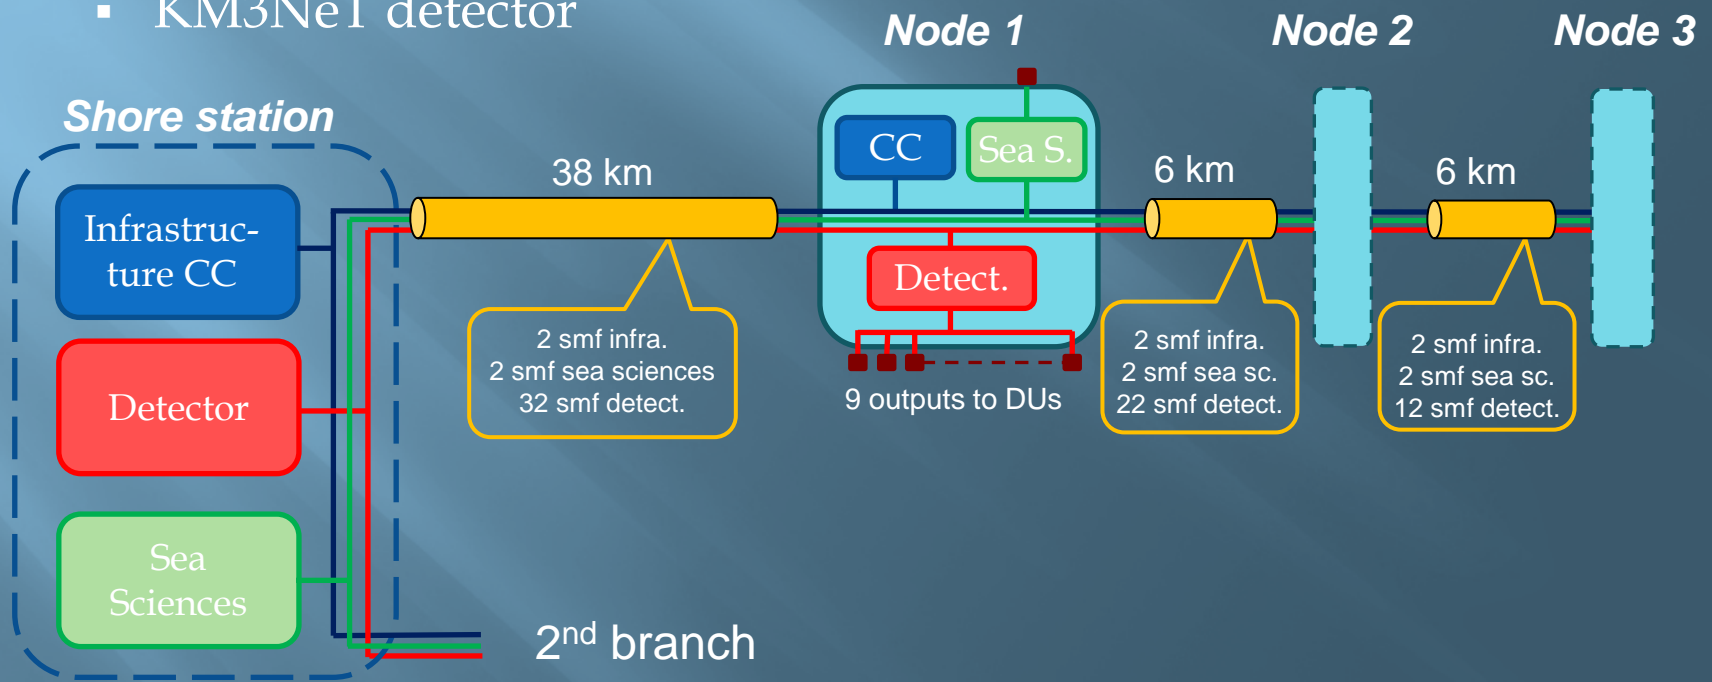 ▪ KM3NeT detector
Node 1
Node 2
Node 3
Shore station
38 km
CC
Sea S.
6 km
6 km
Infrastruc-
ture CC
Detect.
2 smf infra.
2 smf sea sciences
32 smf detect.
2 smf infra.
2 smf sea sc.
22 smf detect.
2 smf infra.
2 smf sea sc.
12 smf detect.
Detector
9 outputs to DUs
Sea
Sciences
2nd branch